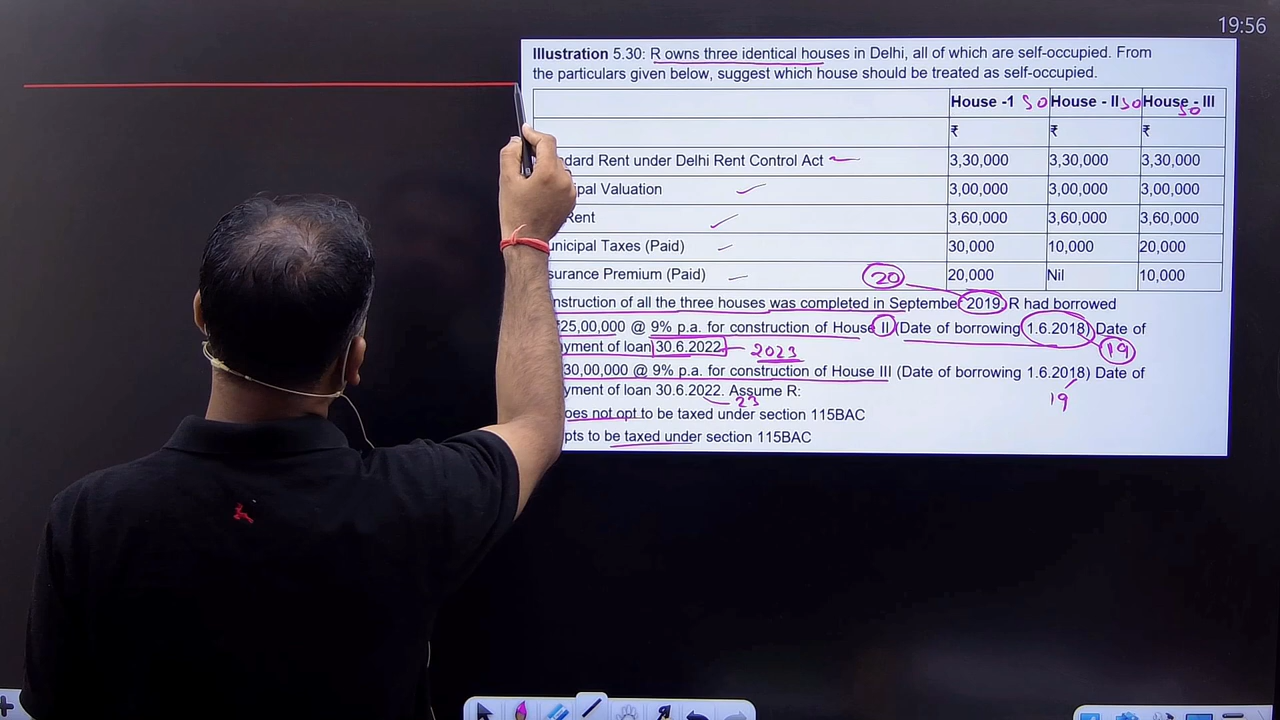 19:56
Illustration 5.30: R owns three identical houses in Delhi, all of which are self-occupied. From
the particulars given below, suggest which house should be treated as self-occupied.
House -1 SO House - II SO House - III SO
₹ ₹ ₹
dard Rent under Delhi Rent Control Act 3,30,000 3,30,000 3,30,000
ipal Valuation 3,00,000 3,00,000 3,00,000
Rent 3,60,000 3,60,000 3,60,000
unicipal Taxes (Paid) 30,000 10,000 20,000
surance Premium (Paid) 20,000 Nil 10,000
20
nstruction of all the three houses was completed in September 2019. R had borrowed
25,00,000 @ 9% p.a. for construction of House II (Date of borrowing 1.6.2018) Date of
yment of loan 30.6.2022. 2023 19
30,00,000 @ 9% p.a. for construction of House III (Date of borrowing 1.6.2018) Date of
yment of loan 30.6.2022. Assume R:
23 19
oes not opt to be taxed under section 115BAC
pts to be taxed under section 115BAC